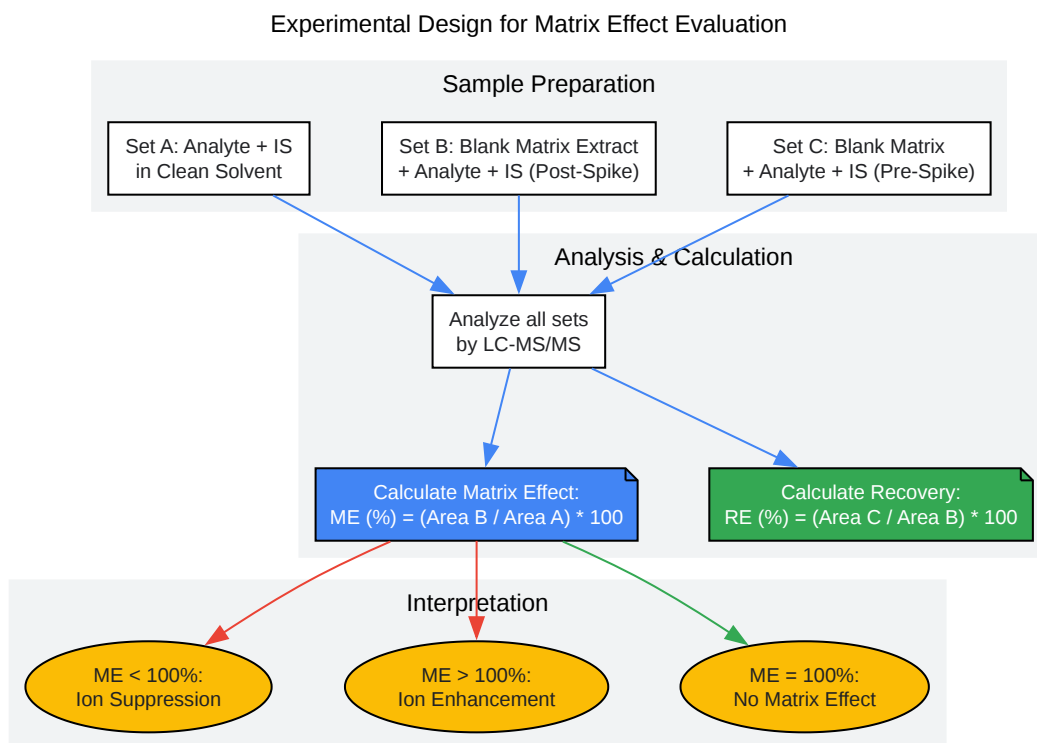 Experimental Design for Matrix Effect Evaluation
Sample Preparation
Set A: Analyte + IS
in Clean Solvent
Set B: Blank Matrix Extract
+ Analyte + IS (Post-Spike)
Set C: Blank Matrix
+ Analyte + IS (Pre-Spike)
Analysis & Calculation
Analyze all sets
by LC-MS/MS
Calculate Matrix Effect:
ME (%) = (Area B / Area A) * 100
Calculate Recovery:
RE (%) = (Area C / Area B) * 100
Interpretation
ME < 100%:
Ion Suppression
ME > 100%:
Ion Enhancement
ME = 100%:
No Matrix Effect